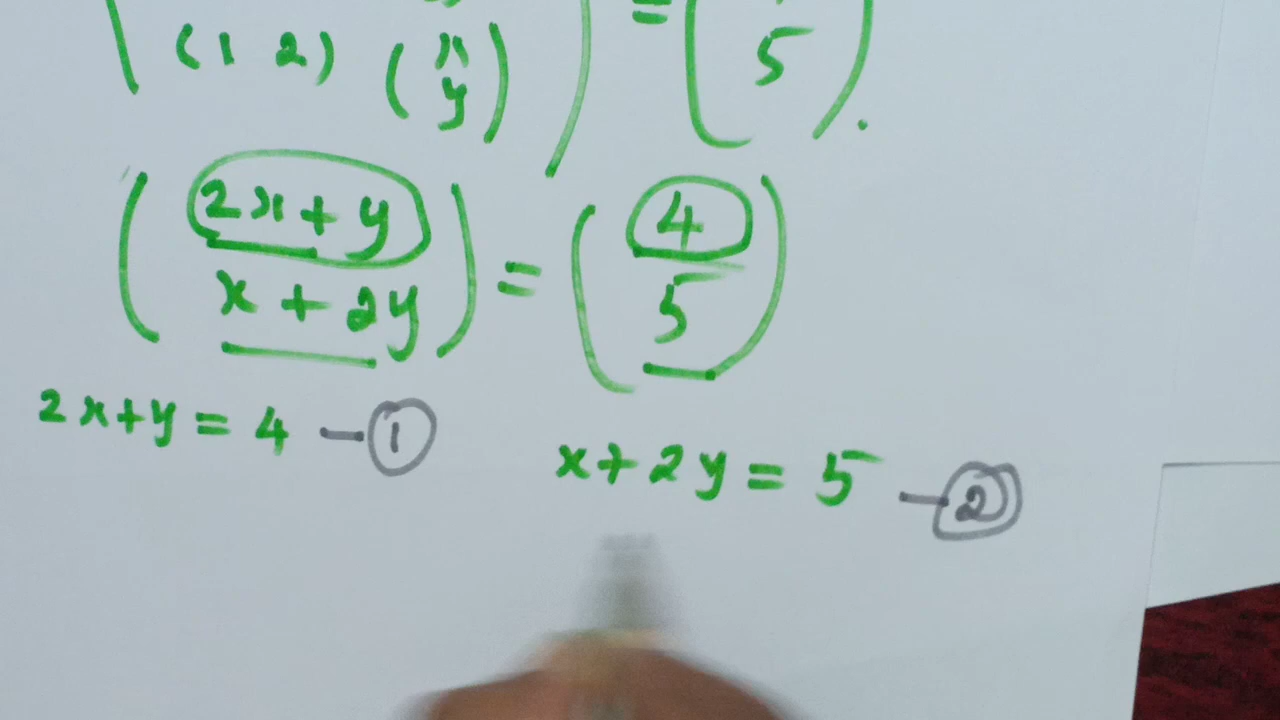 (1 2) (x = (5
y)
(2x+y) = (4)
x + 2y 5
2x+y = 4 — 1
x + 2y = 5 — 2